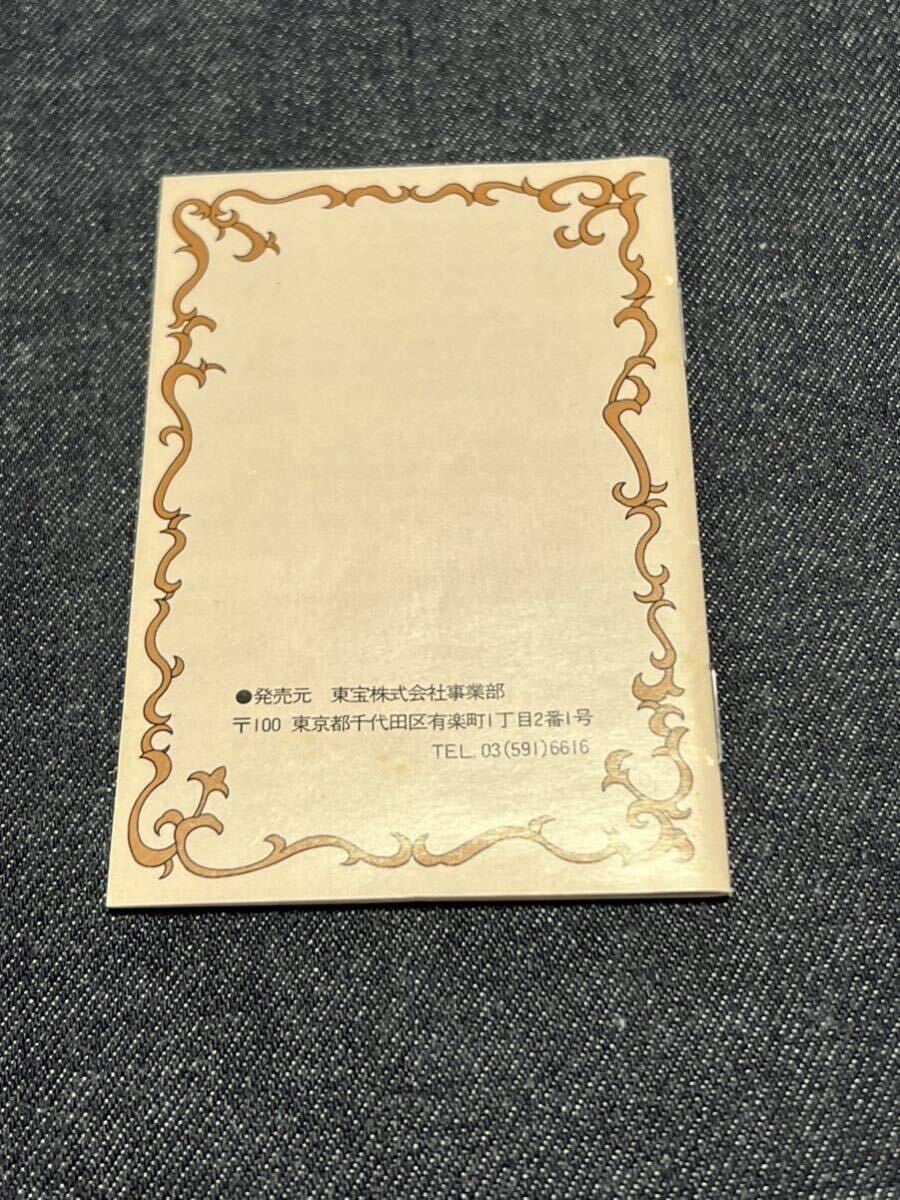 ●発売元 東宝株式会社事業部
〒100 東京都千代田区有楽町1丁目2番1号
TEL. 03(591)6616